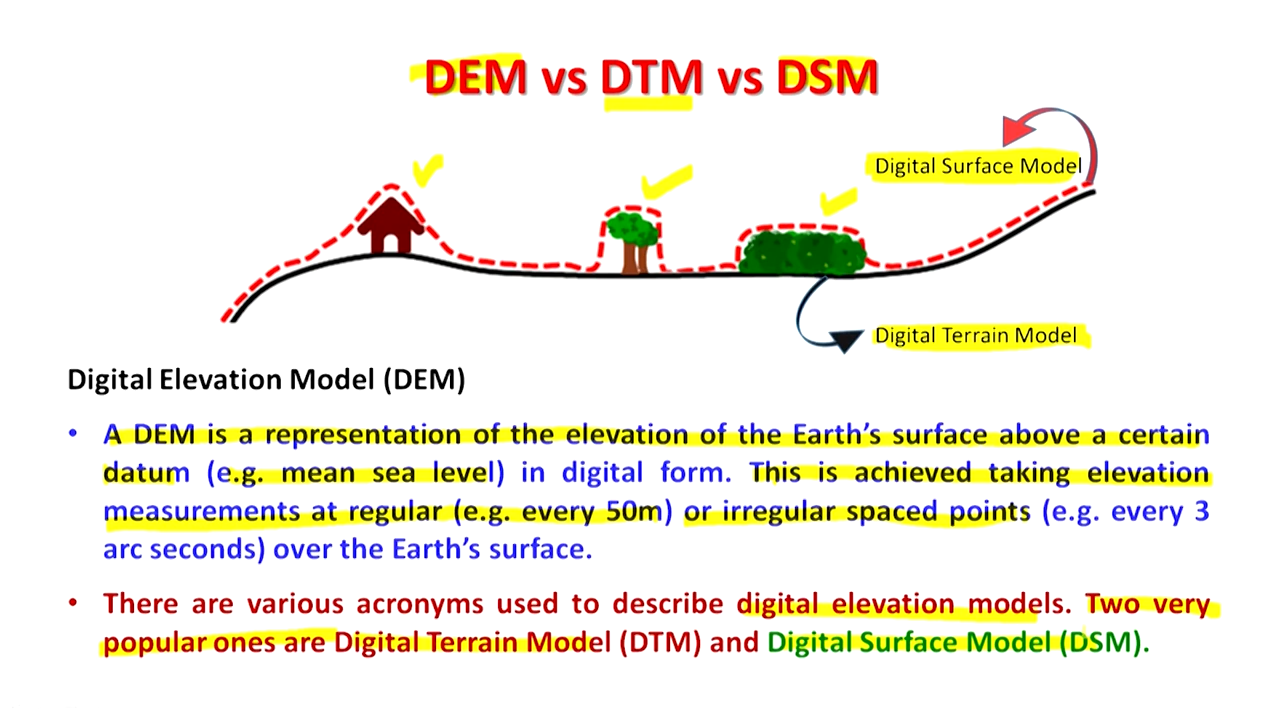 DEM vs DTM vs DSM
Digital Surface Model
Digital Terrain Model
Digital Elevation Model (DEM)
• A DEM is a representation of the elevation of the Earth’s surface above a certain
datum (e.g. mean sea level) in digital form. This is achieved taking elevation
measurements at regular (e.g. every 50m) or irregular spaced points (e.g. every 3
arc seconds) over the Earth’s surface.
• There are various acronyms used to describe digital elevation models. Two very
popular ones are Digital Terrain Model (DTM) and Digital Surface Model (DSM).